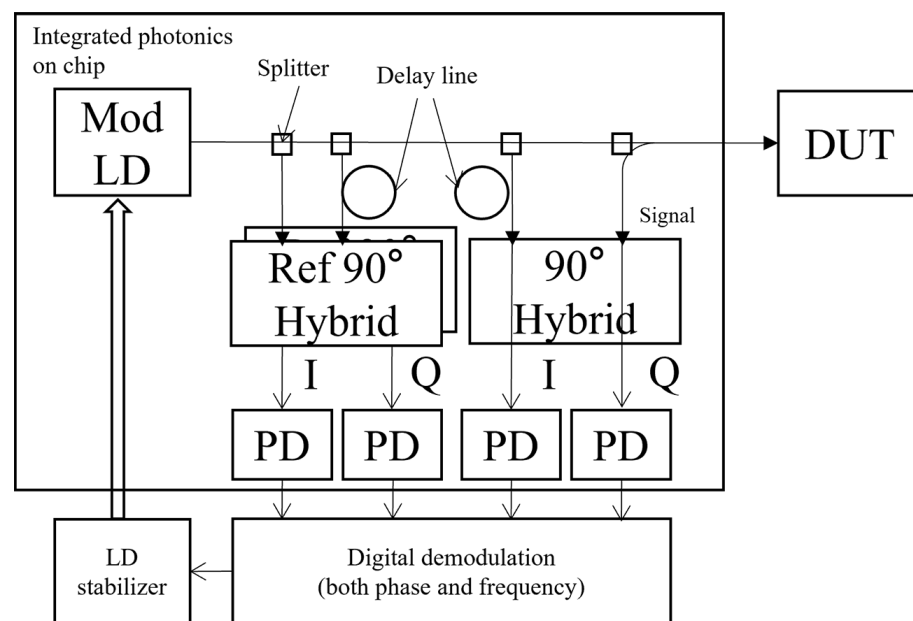 Integrated photonics
on chip
Splitter
Delay line
Mod
LD
DUT
Signal
Ref 90°
Hybrid
90°
Hybrid
I
Q
I
Q
PD
PD
PD
PD
LD
stabilizer
Digital demodulation
(both phase and frequency)